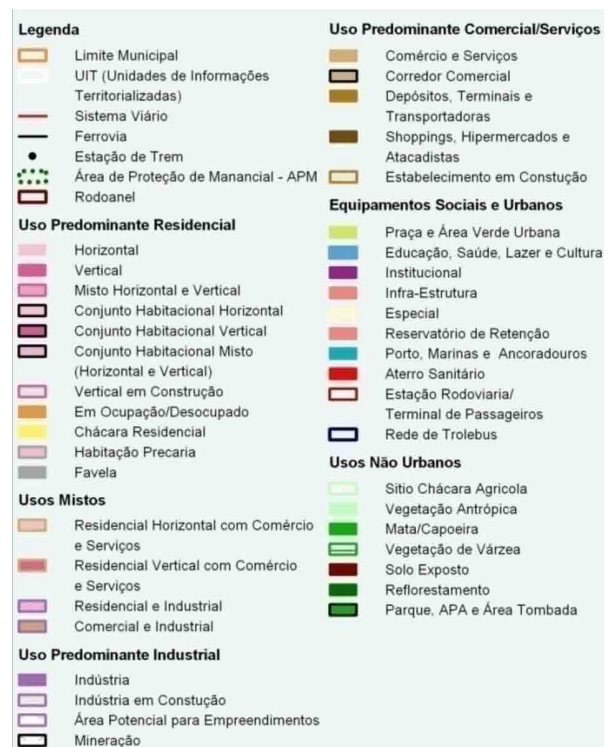 Legenda
Limite Municipal
UIT (Unidades de Informações
Territorializadas)
Sistema Viário
Ferrovia
Estação de Trem
Área de Proteção de Manancial - APM
Rodoanel
Uso Predominante Residencial
Horizontal
Vertical
Misto Horizontal e Vertical
Conjunto Habitacional Horizontal
Conjunto Habitacional Vertical
Conjunto Habitacional Misto
(Horizontal e Vertical)
Vertical em Construção
Em Ocupação/Desocupado
Chácara Residencial
Habitação Precaria
Favela
Usos Mistos
Residencial Horizontal com Comércio
e Serviços
Residencial Vertical com Comércio
e Serviços
Residencial e Industrial
Comercial e Industrial
Uso Predominante Industrial
Indústria
Indústria em Constução
Área Potencial para Empreendimentos
Mineração
Uso Predominante Comercial/Serviços
Comércio e Serviços
Corredor Comercial
Depósitos, Terminais e
Transportadoras
Shoppings, Hipermercados e
Atacadistas
Estabelecimento em Constução
Equipamentos Sociais e Urbanos
Praça e Área Verde Urbana
Educação, Saúde, Lazer e Cultura
Institucional
Infra-Estrutura
Especial
Reservatório de Retenção
Porto, Marinas e Ancoradouros
Aterro Sanitário
Estação Rodoviaria/
Terminal de Passageiros
Rede de Trolebus
Usos Não Urbanos
Sitio Chácara Agricola
Vegetação Antrópica
Mata/Capoeira
Vegetação de Várzea
Solo Exposto
Reflorestamento
Parque, APA e Área Tombada